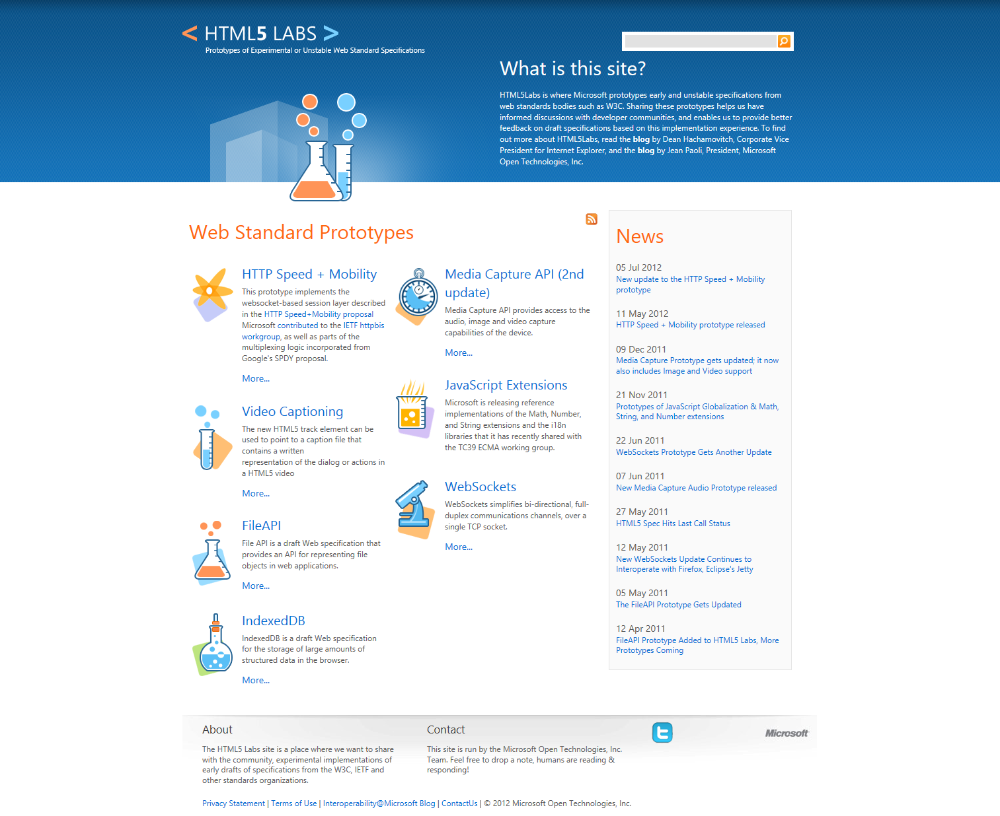 < HTML5 LABS >
Prototypes of Experimental or Unstable Web Standard Specifications
What is this site?
HTML5Labs is where Microsoft prototypes early and unstable specifications from
web standards bodies such as W3C. Sharing these prototypes helps us have
informed discussions with developer communities, and enables us to provide better
feedback on draft specifications based on this implementation experience. To find
out more about HTML5Labs, read the blog by Dean Hachamovitch, Corporate Vice
President for Internet Explorer, and the blog by Jean Paoli, President, Microsoft
Open Technologies, Inc.
Web Standard Prototypes
HTTP Speed + Mobility
This prototype implements the
websocket-based session layer described
in the HTTP Speed+Mobility proposal
Microsoft contributed to the IETF httpbis
workgroup, as well as parts of the
multiplexing logic incorporated from
Google's SPDY proposal.
More...
Video Captioning
The new HTML5 track element can be
used to point to a caption file that
contains a written
representation of the dialog or actions in
a HTML5 video
More...
FileAPI
File API is a draft Web specification that
provides an API for representing file
objects in web applications.
More...
IndexedDB
IndexedDB is a draft Web specification
for the storage of large amounts of
structured data in the browser.
More...
Media Capture API (2nd
update)
Media Capture API provides access to the
audio, image and video capture
capabilities of the device.
More...
JavaScript Extensions
Microsoft is releasing reference
implementations of the Math, Number,
and String extensions and the i18n
libraries that it has recently shared with
the TC39 ECMA working group.
WebSockets
WebSockets simplifies bi-directional, full-
duplex communications channels, over a
single TCP socket.
More...
News
05 Jul 2012
New update to the HTTP Speed + Mobility
prototype
11 May 2012
HTTP Speed + Mobility prototype released
09 Dec 2011
Media Capture Prototype gets updated; it now
also includes Image and Video support
21 Nov 2011
Prototypes of JavaScript Globalization & Math,
String, and Number extensions
22 Jun 2011
WebSockets Prototype Gets Another Update
07 Jun 2011
New Media Capture Audio Prototype released
27 May 2011
HTML5 Spec Hits Last Call Status
12 May 2011
New WebSockets Update Continues to
Interoperate with Firefox, Eclipse's Jetty
05 May 2011
The FileAPI Prototype Gets Updated
12 Apr 2011
FileAPI Prototype Added to HTML5 Labs, More
Prototypes Coming
About
The HTML5 Labs site is a place where we want to share
with the community, experimental implementations of
early drafts of specifications from the W3C, IETF and
other standards organizations.
Contact
This site is run by the Microsoft Open Technologies, Inc.
Team. Feel free to drop a note, humans are reading &
responding!
Microsoft
Privacy Statement | Terms of Use | Interoperability@Microsoft Blog | ContactUs | © 2012 Microsoft Open Technologies, Inc.